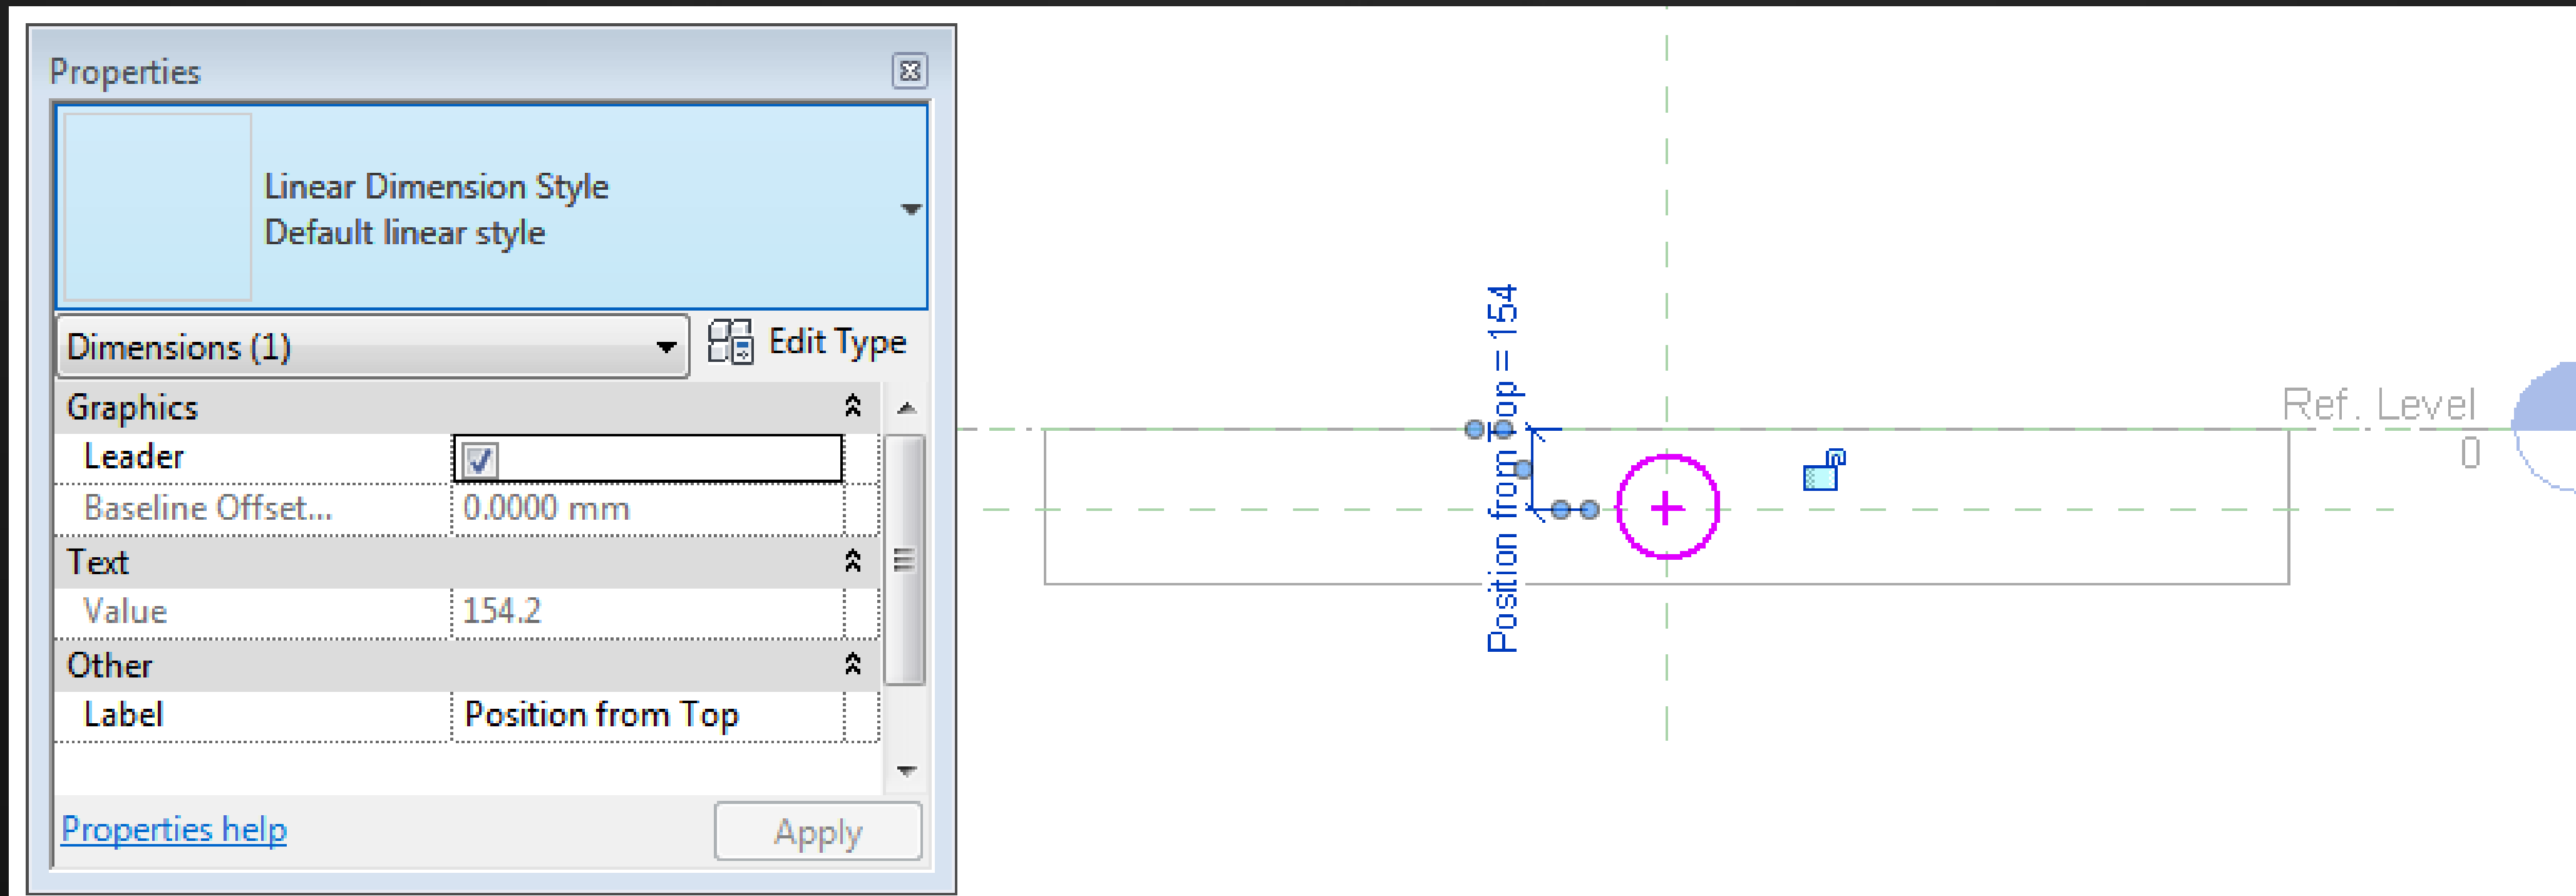 Properties
Linear Dimension Style
Default linear style
Dimensions (1)
Edit Type
Graphics
Leader
Baseline Offset... 0.0000 mm
Text
Value 154.2
Other
Label Position from Top
Properties help
Apply
Position from Top = 154
Ref. Level
0